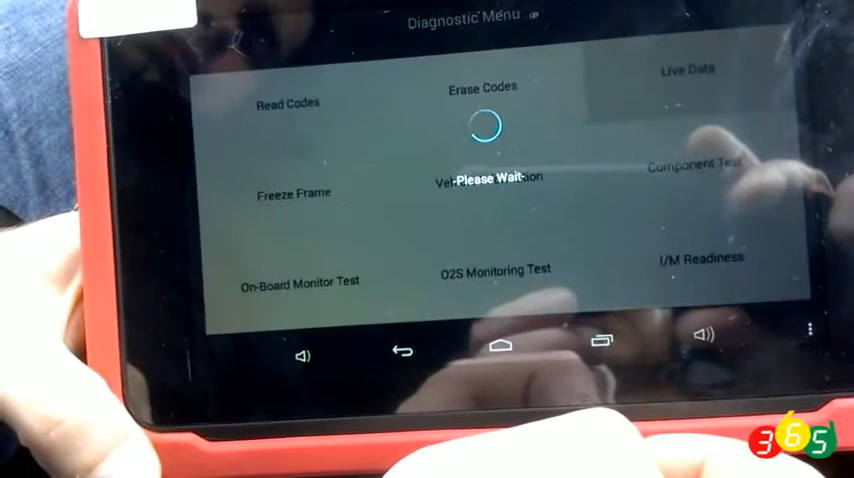 Diagnostic Menu
Read Codes
Erase Codes
Live Data
Freeze Frame
-Please Wait-
Component Test
On-Board Monitor Test
O2S Monitoring Test
I/M Readiness
365